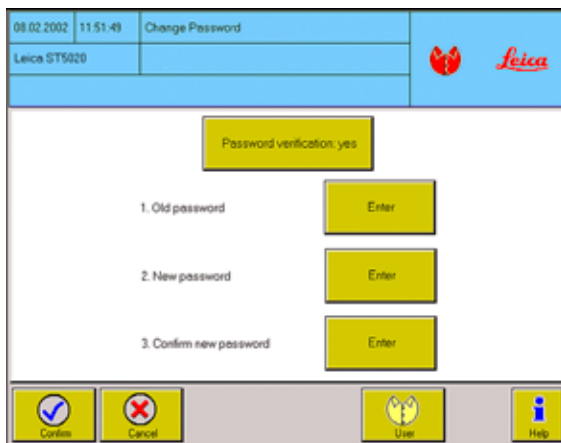 08.02.2002 11:51:49 Change Password
Leica ST5020
Leica
Password verification: yes
1. Old password Enter
2. New password Enter
3. Confirm new password Enter
Confirm Cancel User Help